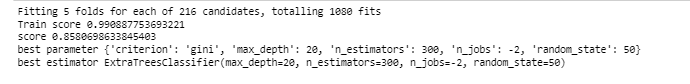 Fitting 5 folds for each of 216 candidates, totalling 1080 fits
Train score 0.990887753693221
score 0.8580698633845403
best parameter {'criterion': 'gini', 'max_depth': 20, 'n_estimators': 300, 'n_jobs': -2, 'random_state': 50}
best estimator ExtraTreesClassifier(max_depth=20, n_estimators=300, n_jobs=-2, random_state=50)